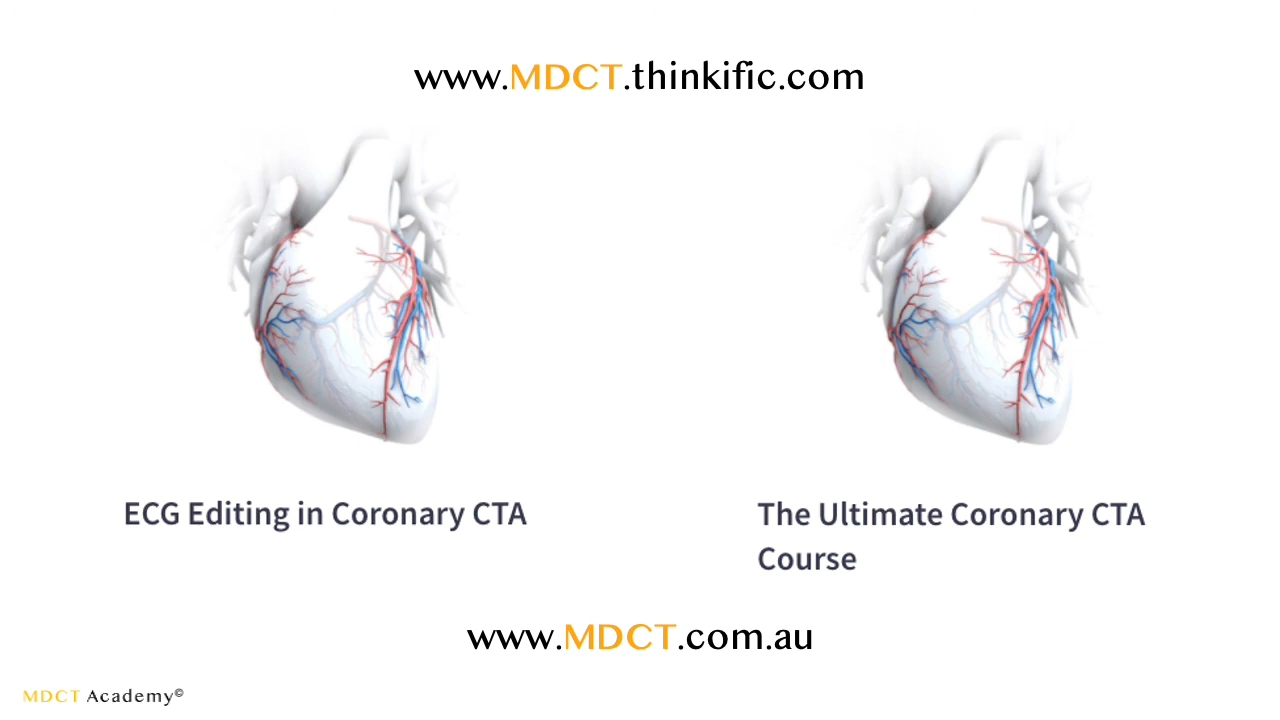 www.MDCT.thinkific.com
ECG Editing in Coronary CTA
The Ultimate Coronary CTA
Course
www.MDCT.com.au
MDCT Academy©